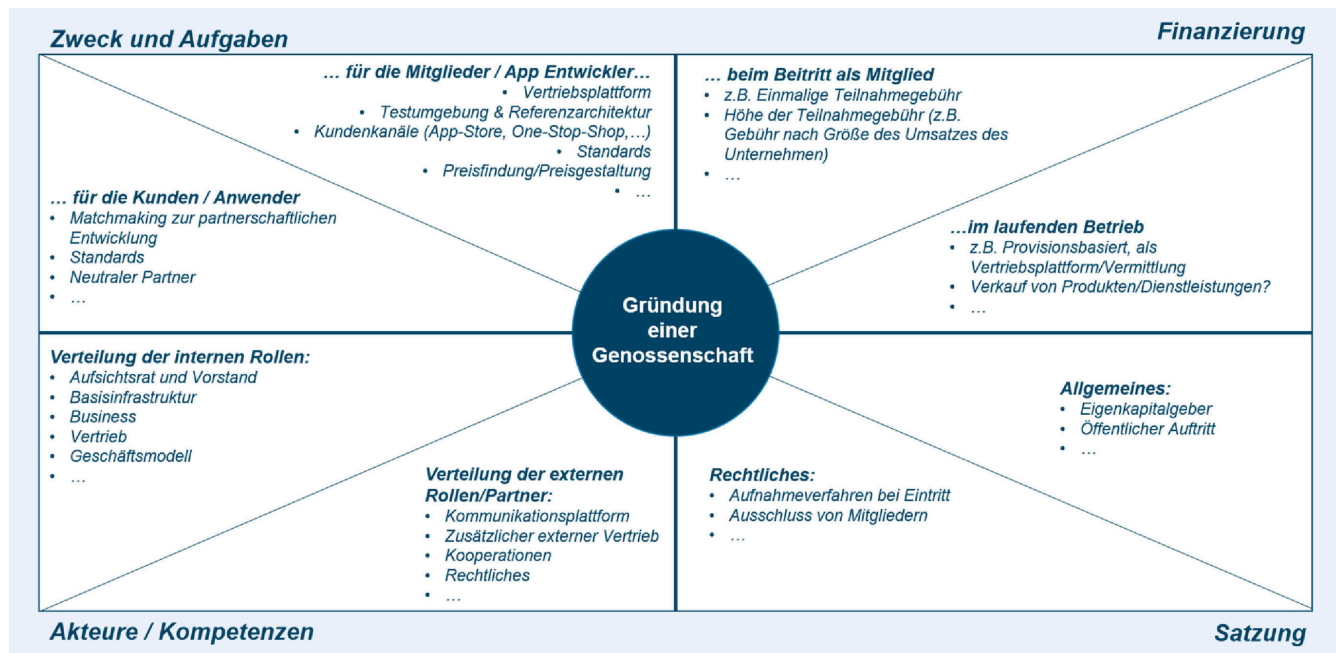 Zweck und Aufgaben
Finanzierung
… für die Mitglieder / App Entwickler…
• Vertriebsplattform
• Testumgebung & Referenzarchitektur
• Kundenkanäle (App-Store, One-Stop-Shop,…)
• Standards
• Preisfindung/Preisgestaltung
• …
… für die Kunden / Anwender
• Matchmaking zur partnerschaftlichen
Entwicklung
• Standards
• Neutraler Partner
• …
… beim Beitritt als Mitglied
• z.B. Einmalige Teilnahmegebühr
• Höhe der Teilnahmegebühr (z.B.
Gebühr nach Größe des Umsatzes des
Unternehmen)
• …
…im laufenden Betrieb
• z.B. Provisionsbasiert, als
Vertriebsplattform/Vermittlung
• Verkauf von Produkten/Dienstleistungen?
• …
Gründung
einer
Genossenschaft
Verteilung der internen Rollen:
• Aufsichtsrat und Vorstand
• Basisinfrastruktur
• Business
• Vertrieb
• Geschäftsmodell
• …
Verteilung der externen
Rollen/Partner:
• Kommunikationsplattform
• Zusätzlicher externer Vertrieb
• Kooperationen
• Rechtliches
• …
Rechtliches:
• Aufnahmeverfahren bei Eintritt
• Ausschluss von Mitgliedern
• …
Allgemeines:
• Eigenkapitalgeber
• Öffentlicher Auftritt
• …
Akteure / Kompetenzen
Satzung